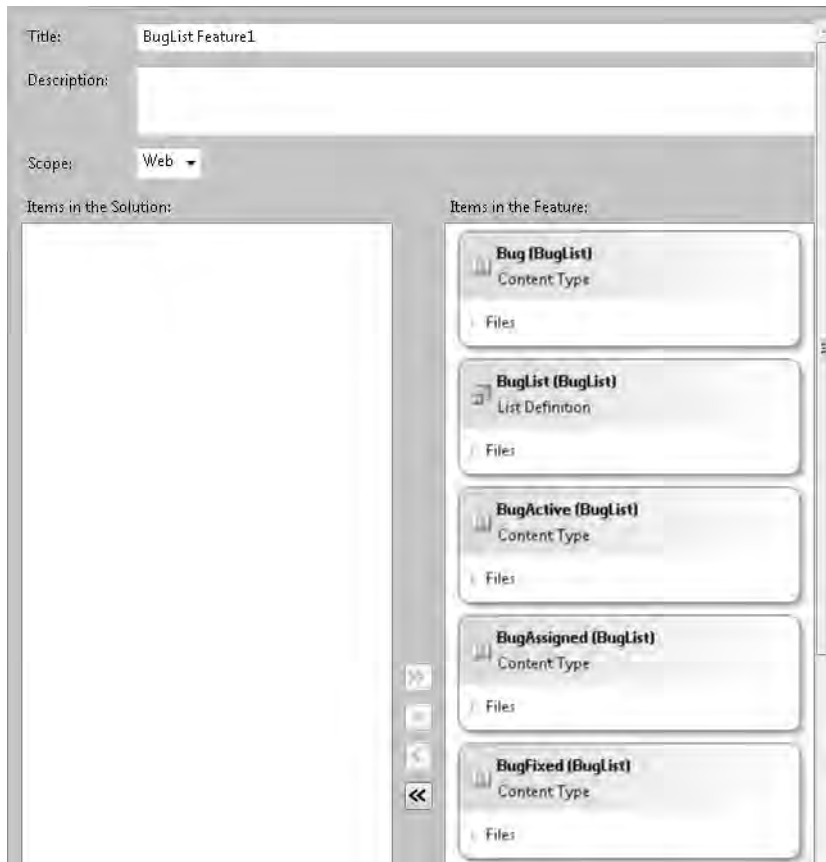 Title:
BugList Feature1
Description:
Scope:
Web
Items in the Solution:
Items in the Feature:
Bug (BugList)
Content Type
Files
BugList (BugList)
List Definition
Files
BugActive (BugList)
Content Type
Files
BugAssigned (BugList)
Content Type
Files
BugFixed (BugList)
Content Type
Files